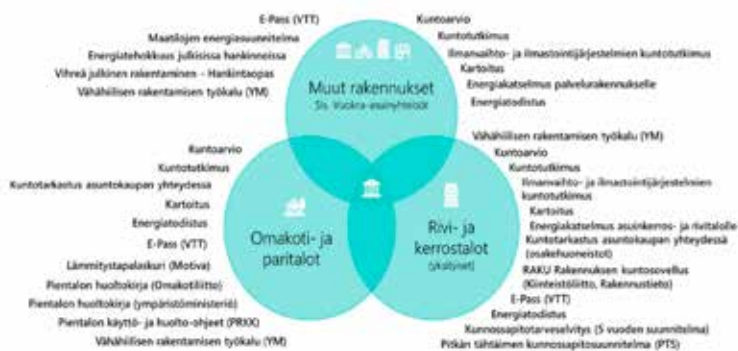 E-Pass (VTT)
Maatilojen energiasuunnitelma
Energiatehokkuus julkisissa hankinneissa
Vihreä julkinen rakentaminen - Hankintaopas
Vähähiilisen rakentamisen työkalu (YM)
Muut rakennukset
Sis. Vuokra-asuinyhteisöt
Kuntoarvio
Kuntotutkimus
Ilmanvaihto- ja ilmastointijärjestelmien kuntotutkimus
Kartoitus
Energiakatselmus palvelurakennukselle
Energiatodistus
Kuntoarvio
Kuntotutkimus
Kuntotarkastus asuntokaupan yhteydessä
Kartoitus
Energiatodistus
E-Pass (VTT)
Lämmitystapalaskuri (Motiva)
Pientalon huoltokirja (Omakotiliitto)
Pientalon huoltokirja (ympäristöministeriö)
Pientalon käyttö- ja huolto-ohjeet (PRKK)
Vähähiilisen rakentamisen työkalu (YM)
Omakoti- ja
paritalot
Rivi- ja
kerrostalot
(yksityiset)
Vähähiilisen rakentamisen työkalu (YM)
Kuntoarvio
Kuntotutkimus
Ilmanvaihto- ja ilmastointijärjestelmien
kuntotutkimus
Kartoitus
Energiakatselmus asuinkerros- ja rivitalolle
Kuntotarkastus asuntokaupan yhteydessä
(osakehuoneistot)
RAKU Rakennuksen kuntosovellus
(Kiinteistöliitto, Rakennustieto)
E-Pass (VTT)
Energiatodistus
Kunnossapitotarveselvitys (5 vuoden suunnitelma)
Pitkän tähtäimen kunnossapitosuunnitelma (PTS)